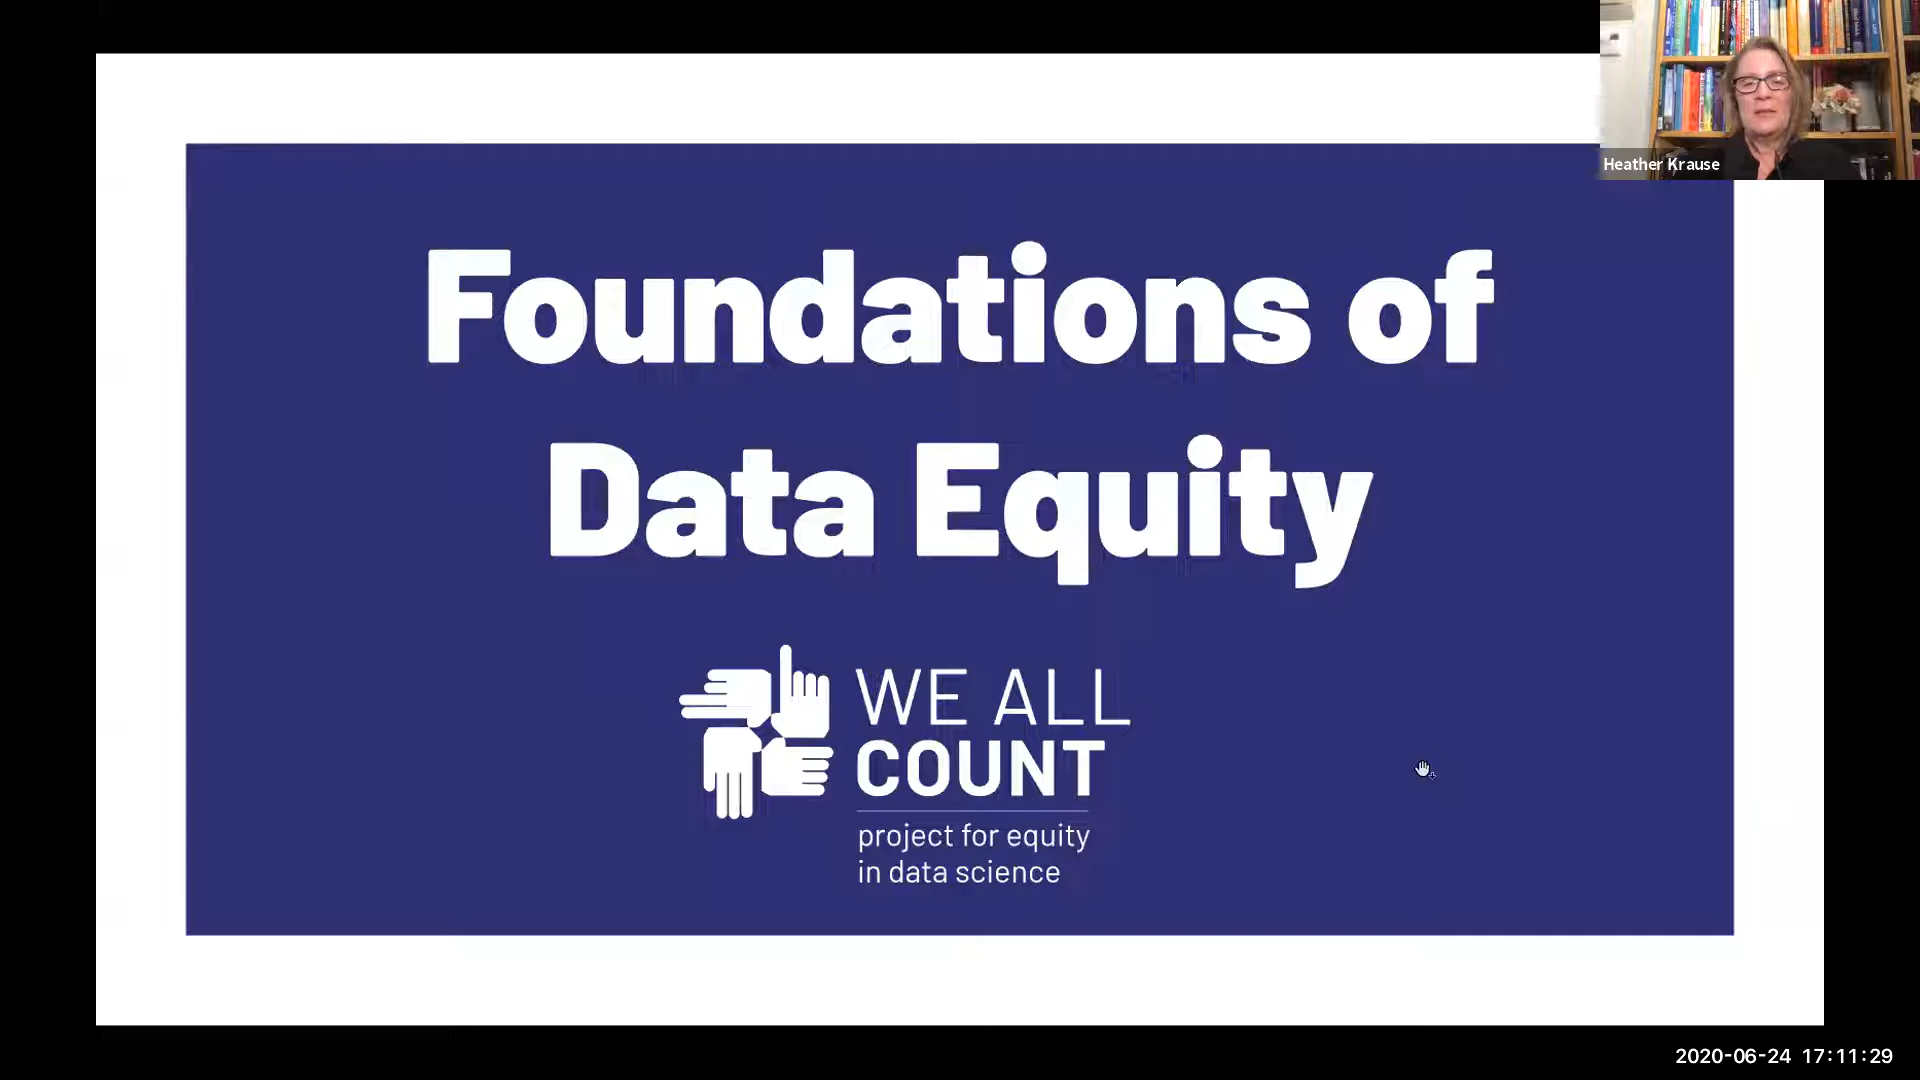 Heather Krause
Foundations of
Data Equity
WE ALL
COUNT
project for equity
in data science
2020-06-24 17:11:29